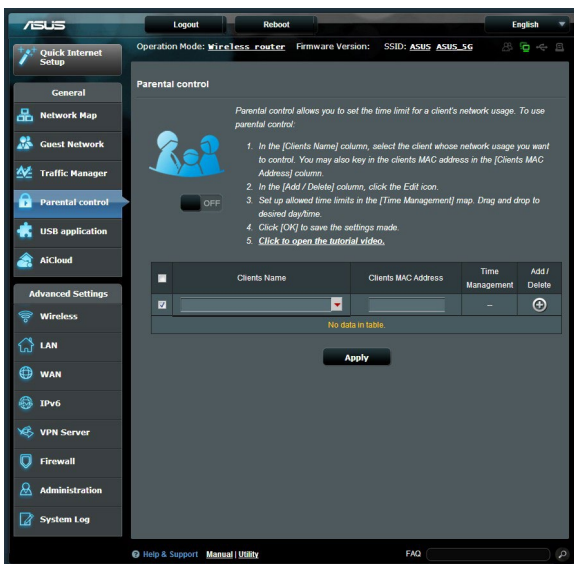 ASUS
Logout
Reboot
English
Quick Internet
Setup
Operation Mode: Wireless router Firmware Version: SSID: ASUS ASUS_5G
General
Network Map
Guest Network
Traffic Manager
Parental control
USB application
AiCloud
Advanced Settings
Wireless
LAN
WAN
IPv6
VPN Server
Firewall
Administration
System Log
Parental control
Parental control allows you to set the time limit for a client's network usage. To use
parental control:
1. In the [Clients Name] column, select the client whose network usage you want
to control. You may also key in the clients MAC address in the [Clients MAC
Address] column.
2. In the [Add / Delete] column, click the Edit icon.
3. Set up allowed time limits in the [Time Management] map. Drag and drop to
desired day/time.
4. Click [OK] to save the settings made.
5. Click to open the tutorial video.
OFF
Clients Name
Clients MAC Address
Time
Management
Add /
Delete
--
No data in table.
Apply
Help & Support Manual | Utility FAQ